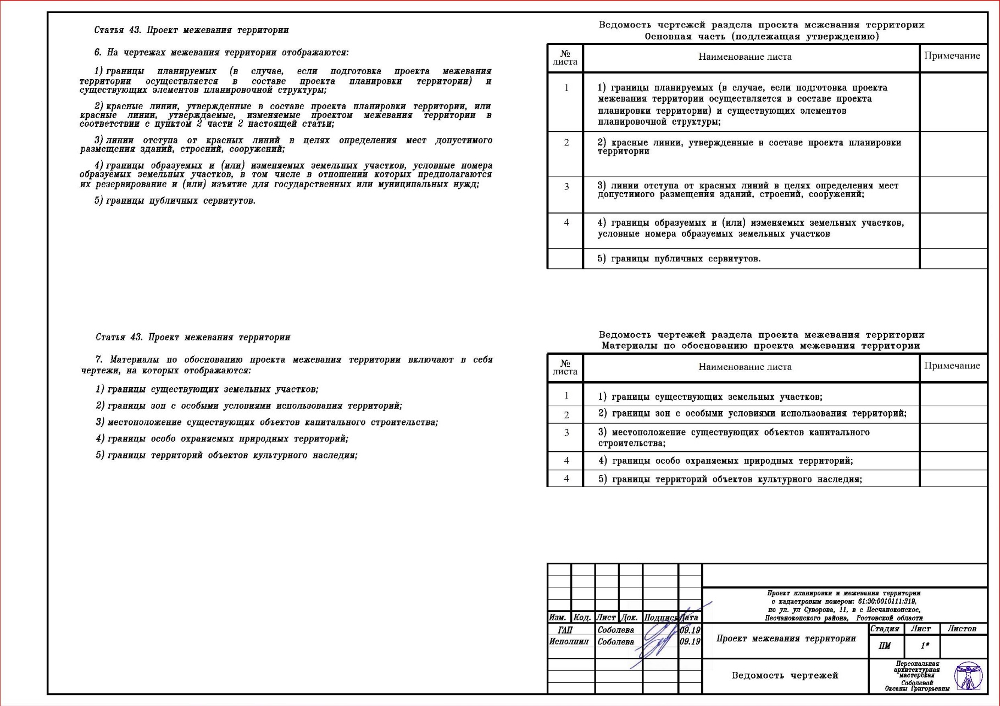 Статья 43. Проект межевания территории
6. На чертежах межевания территории отображаются:
1) границы планируемых (в случае, если подготовка проекта межевания
территории осуществляется в составе проекта планировки территории) и
существующих элементов планировочной структуры;
2) красные линии, утвержденные в составе проекта планировки территории, или
красные линии, утверждаемые, изменяемые проектом межевания территории в
соответствии с пунктом 2 части 2 настоящей статьи;
3) линии отступа от красных линий в целях определения мест допустимого
размещения зданий, строений, сооружений;
4) границы образуемых и (или) изменяемых земельных участков, условные номера
образуемых земельных участков, в том числе в отношении которых предполагаются
их резервирование и (или) изъятие для государственных или муниципальных нужд;
5) границы публичных сервитутов.
Ведомость чертежей раздела проекта межевания территории
Основная часть (подлежащая утверждению)
№
листа
Наименование листа
Примечание
1
1) границы планируемых (в случае, если подготовка проекта
межевания территории осуществляется в составе проекта
планировки территории) и существующих элементов
планировочной структуры;
2
2) красные линии, утвержденные в составе проекта планировки
территории
3
3) линии отступа от красных линий в целях определения мест
допустимого размещения зданий, строений, сооружений;
4
4) границы образуемых и (или) изменяемых земельных участков,
условные номера образуемых земельных участков
5) границы публичных сервитутов.
Статья 43. Проект межевания территории
7. Материалы по обоснованию проекта межевания территории включают в себя
чертежи, на которых отображаются:
1) границы существующих земельных участков;
2) границы зон с особыми условиями использования территорий;
3) местоположение существующих объектов капитального строительства;
4) границы особо охраняемых природных территорий;
5) границы территорий объектов культурного наследия;
Ведомость чертежей раздела проекта межевания территории
Материалы по обоснованию проекта межевания территории
№
листа
Наименование листа
Примечание
1
1) границы существующих земельных участков;
2
2) границы зон с особыми условиями использования территорий;
3
3) местоположение существующих объектов капитального
строительства;
4
4) границы особо охраняемых природных территорий;
4
5) границы территорий объектов культурного наследия;
Изм. Код. Лист Док. Подпись Дата
ГАП Соболева 09.19
Исполнил Соболева 09.19
Проект планировки и межевания территории
с кадастровым номером: 61:30:0010111:319,
по ул. ул Суворова, 11, в с Песчанокопское,
Песчанокопского района, Ростовской области
Проект межевания территории
Стадия Лист Листов
ПМ 1*
Ведомость чертежей
Персональная
архитектурная
мастерская
Соболевой
Оксаны Григорьевны